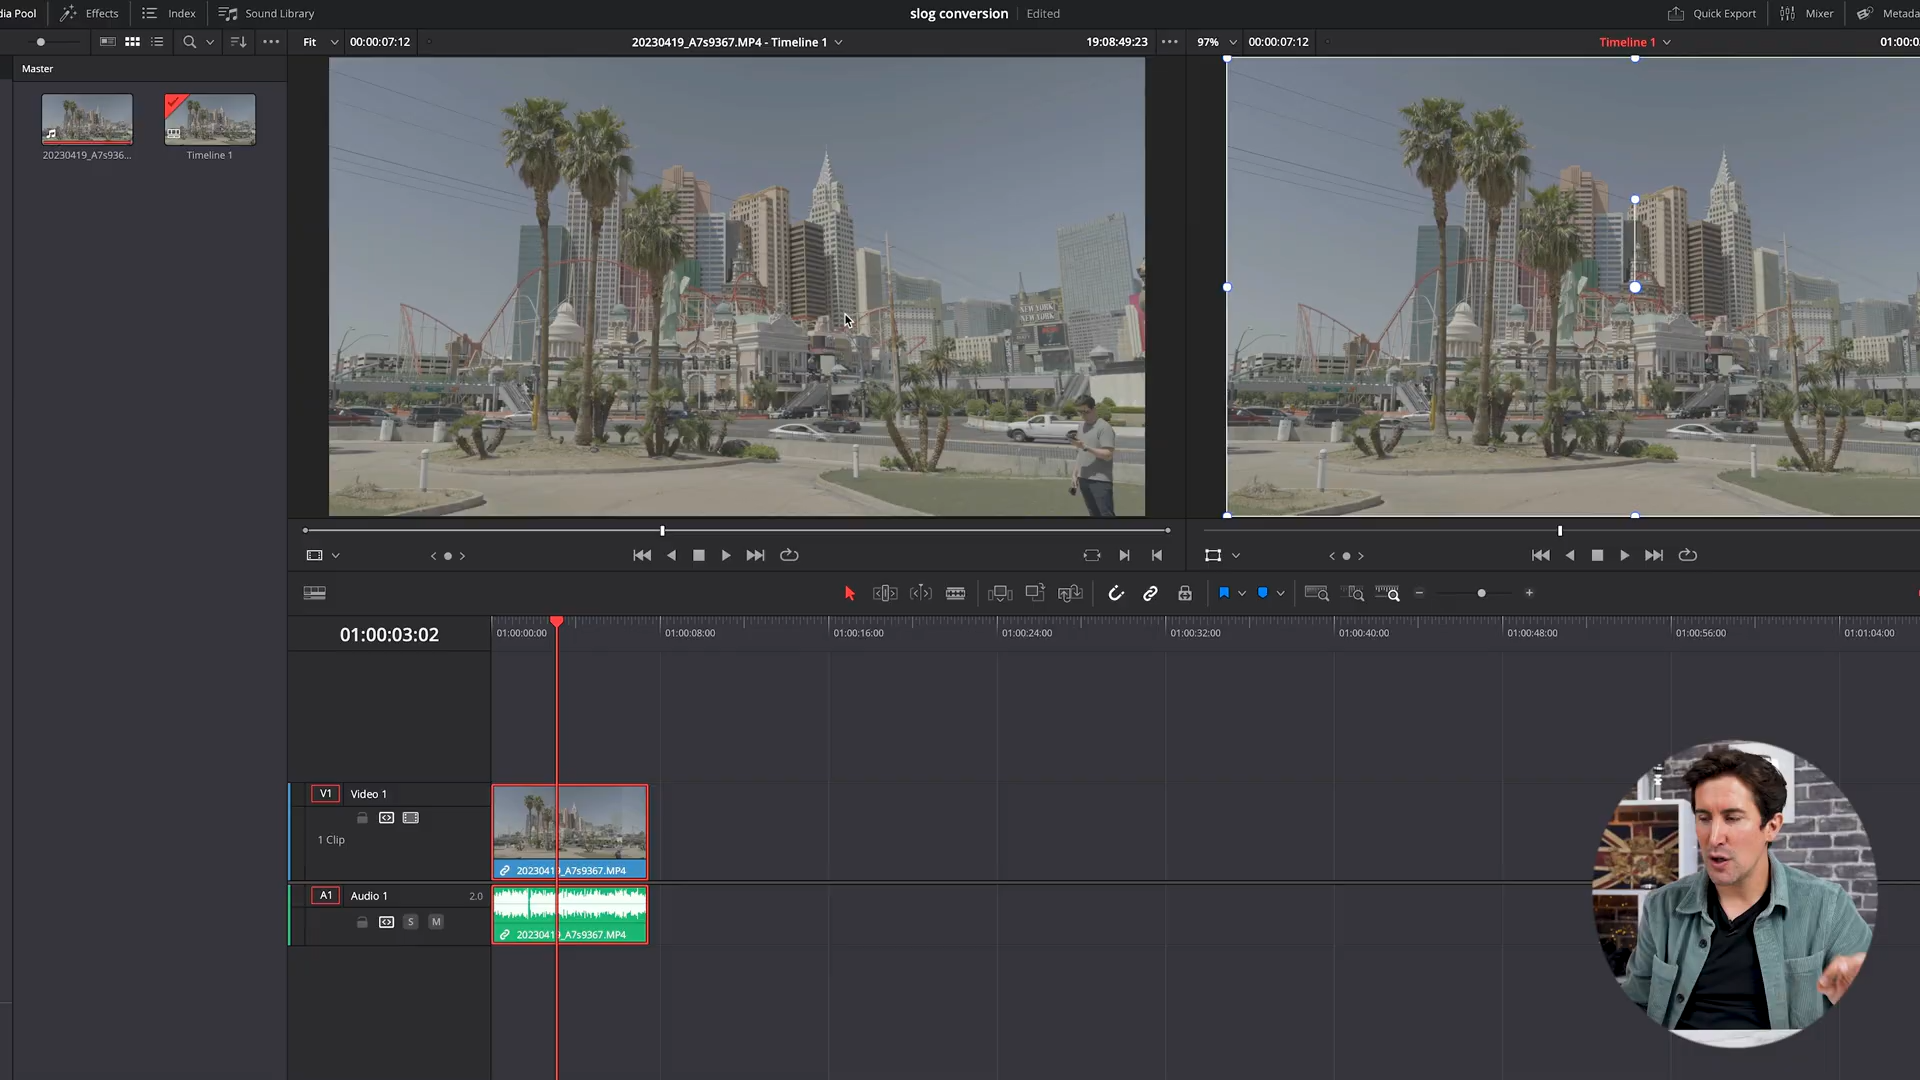 dia Pool
Effects
Index
Sound Library
slog conversion
Edited
Quick Export
Mixer
Metada
Fit
00:00:07:12
20230419_A7s9367.MP4 - Timeline 1
19:08:49:23
97%
00:00:07:12
Timeline 1
01:00:0
Master
20230419_A7s936...
Timeline 1
NEW YORK
NEW YORK
01:00:03:02
01:00:00:00
01:00:08:00
01:00:16:00
01:00:24:00
01:00:32:00
01:00:40:00
01:00:48:00
01:00:56:00
01:01:04:00
V1
Video 1
1 Clip
20230419_A7s9367.MP4
A1
Audio 1
2.0
S
M
20230419_A7s9367.MP4